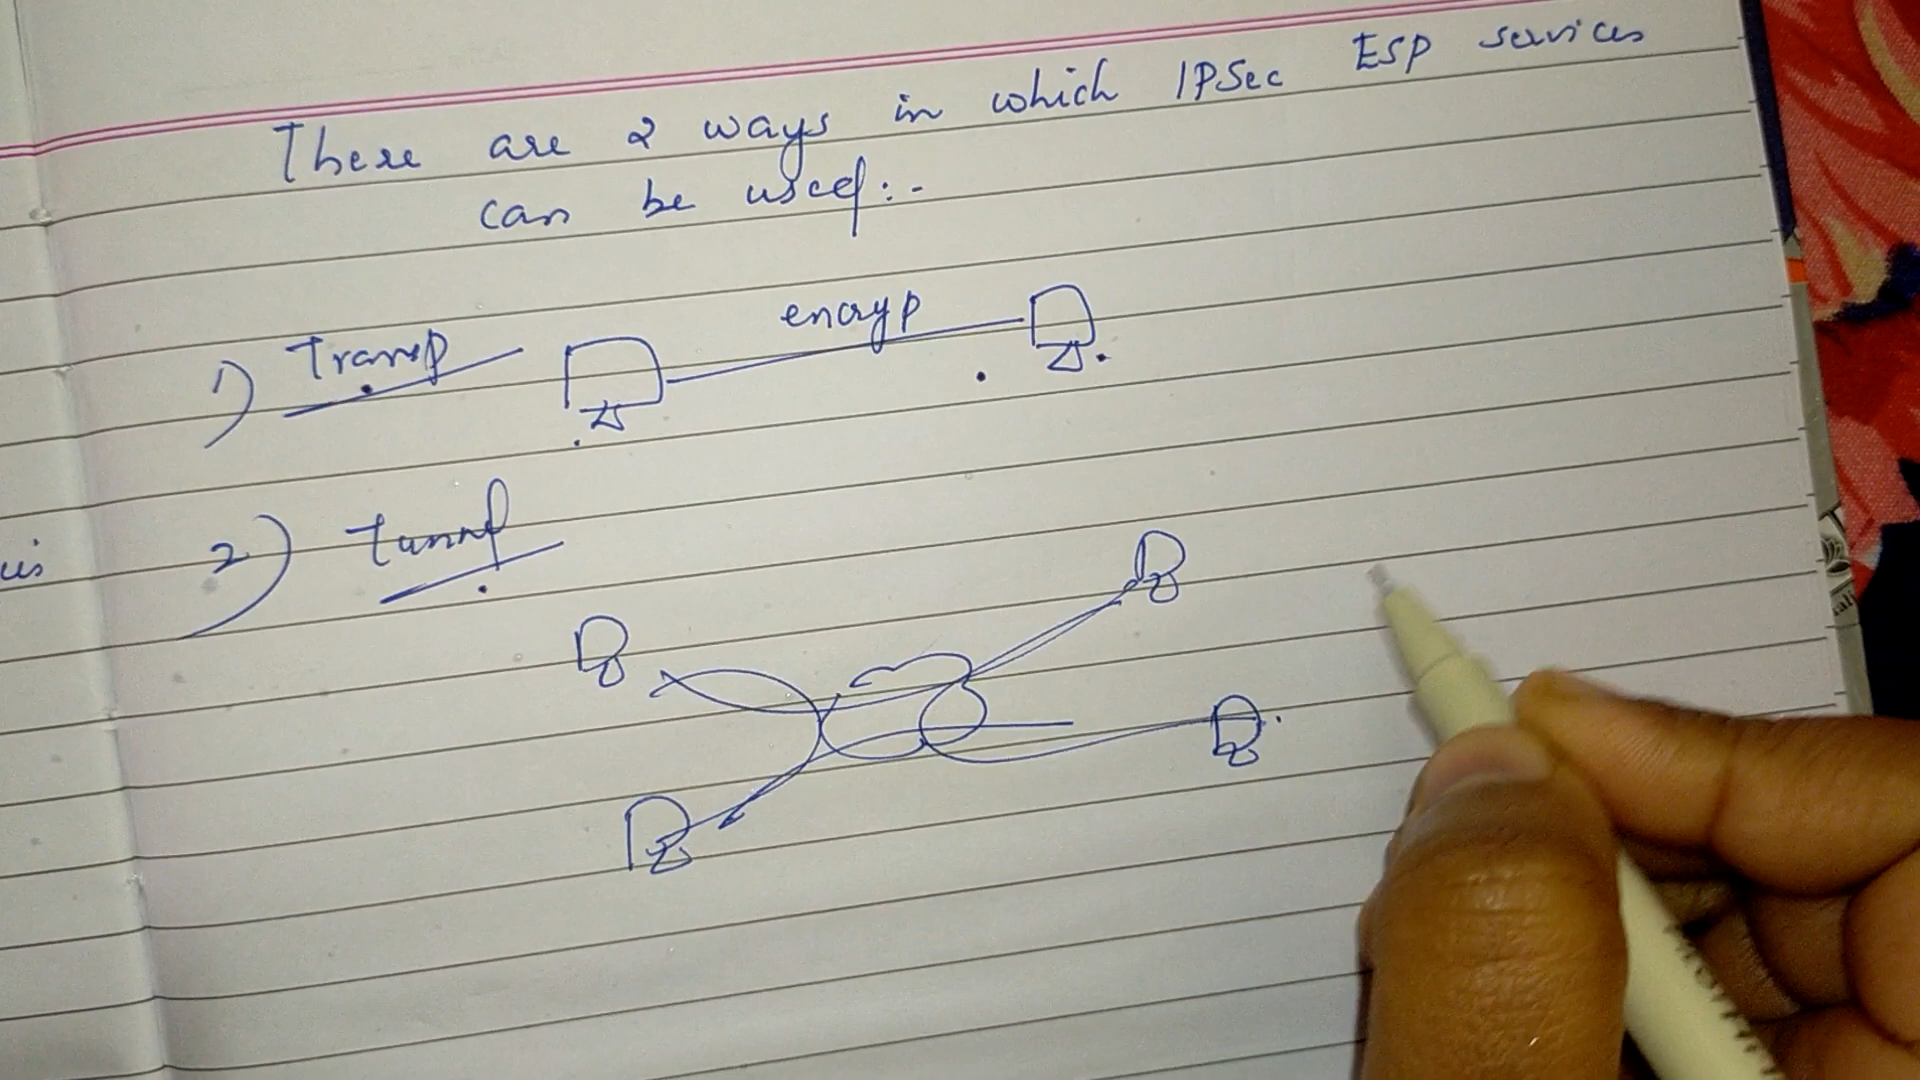 There are 2 ways in which IPSec ESP services
can be used:-
1) Transp
encryp
2) tunnel